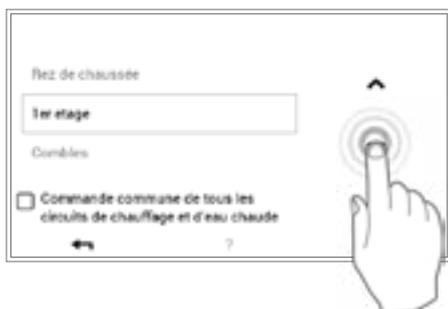 Rez de chaussée
1er etage
Combles
Commande commune de tous les
circuits de chauffage et d'eau chaude
?